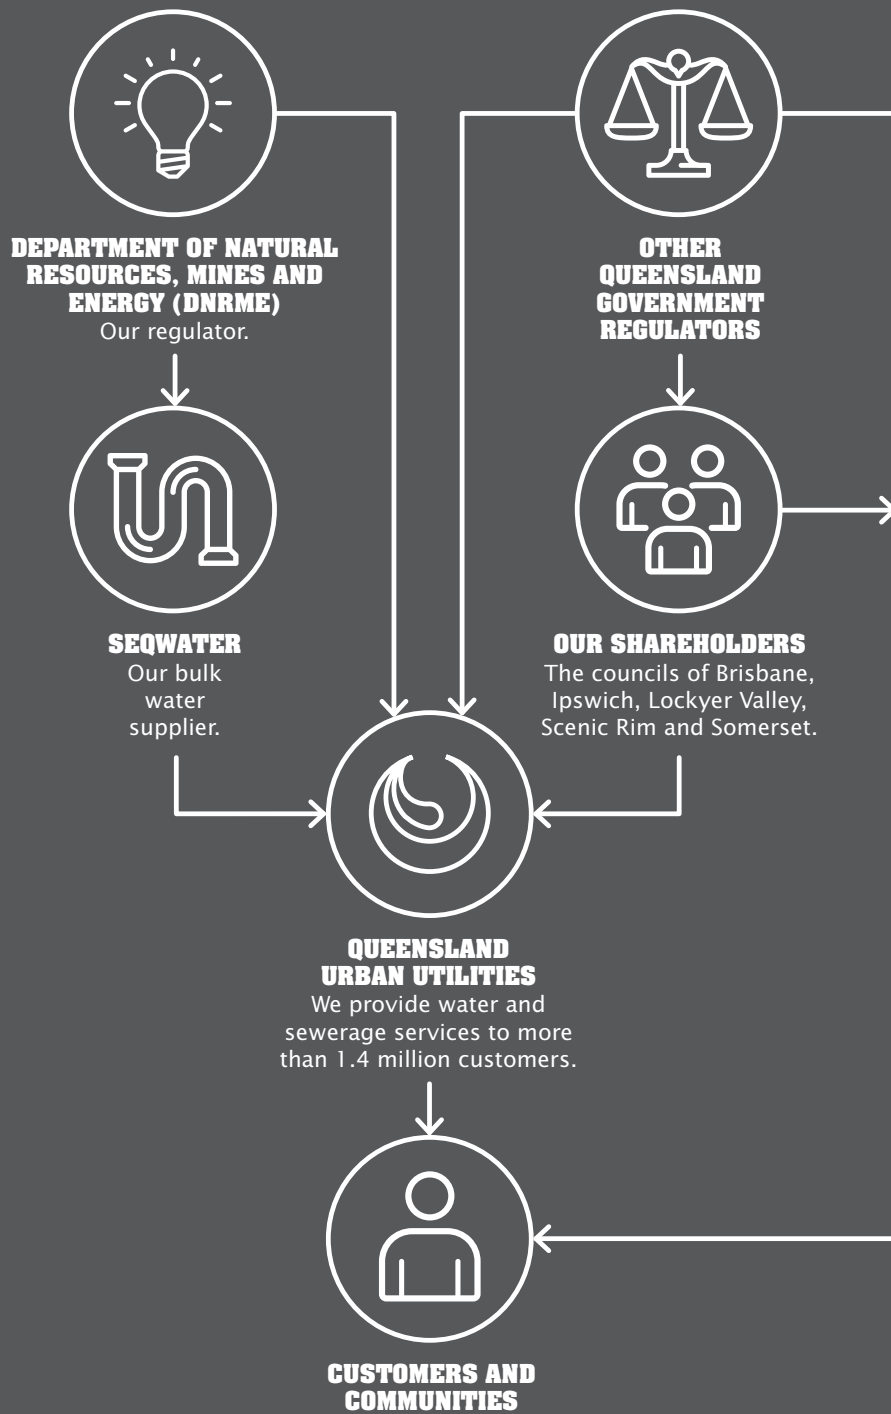 DEPARTMENT OF NATURAL
RESOURCES, MINES AND
ENERGY (DNRME)
Our regulator.
OTHER
QUEENSLAND
GOVERNMENT
REGULATORS
SEQWATER
Our bulk
water
supplier.
OUR SHAREHOLDERS
The councils of Brisbane,
Ipswich, Lockyer Valley,
Scenic Rim and Somerset.
QUEENSLAND
URBAN UTILITIES
We provide water and
sewerage services to more
than 1.4 million customers.
CUSTOMERS AND
COMMUNITIES